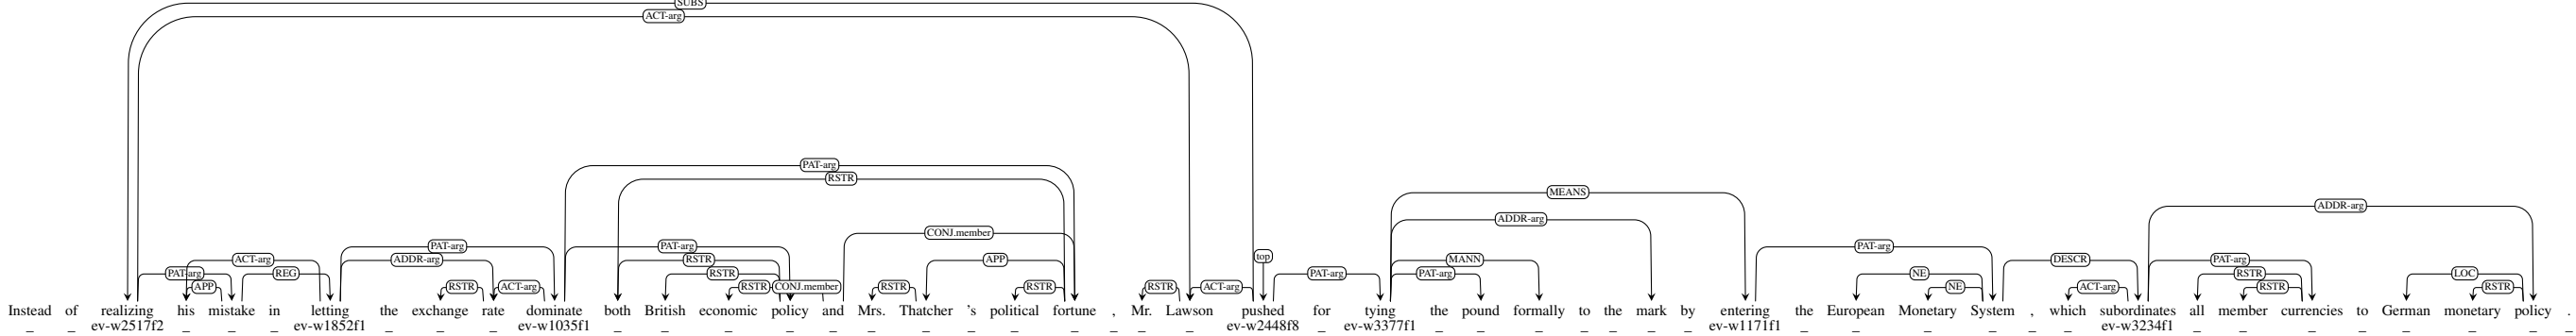 SUBS
ACT-arg
PAT-arg
RSTR
MEANS
ADDR-arg
ADDR-arg
CONJ.member
PAT-arg PAT-arg PAT-arg
top
ACT-arg ADDR-arg RSTR APP MANN DESCR PAT-arg
PAT-arg REG RSTR PAT-arg PAT-arg NE RSTR LOC
APP RSTR ACT-arg RSTR CONJ.member RSTR RSTR RSTR ACT-arg NE ACT-arg RSTR RSTR
Instead of realizing his mistake in letting the exchange rate dominate both British economic policy and Mrs. Thatcher 's political fortune , Mr. Lawson pushed for tying the pound formally to the mark by entering the European Monetary System , which subordinates all member currencies to German monetary policy .
_ _ ev-w2517f2 _ _ _ ev-w1852f1 _ _ _ ev-w1035f1 _ _ _ _ _ _ _ _ _ _ _ _ _ ev-w2448f8 _ ev-w3377f1 _ _ _ _ _ _ _ ev-w1171f1 _ _ _ _ _ _ ev-w3234f1 _ _ _ _ _ _ _ _